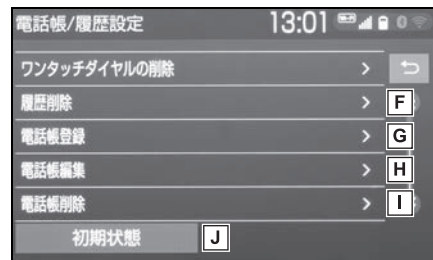 電話帳/履歴設定 13:01
ワンタッチダイヤルの削除
履歴削除 F
電話帳登録 G
電話帳編集 H
電話帳削除 I
初期状態 J